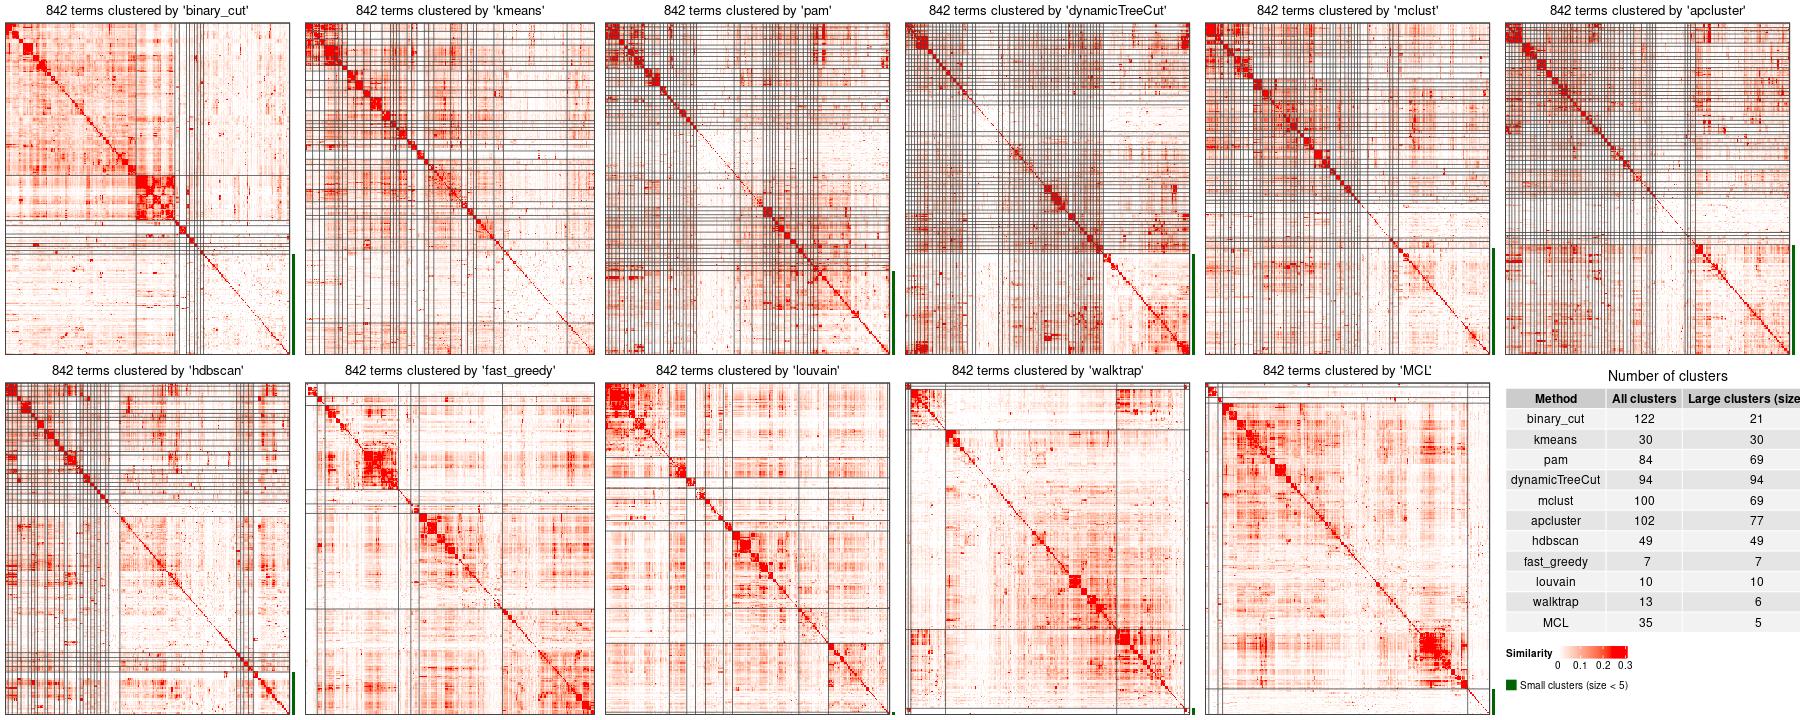 842 terms clustered by 'binary_cut'
842 terms clustered by 'kmeans'
842 terms clustered by 'pam'
842 terms clustered by 'dynamicTreeCut'
842 terms clustered by 'mclust'
842 terms clustered by 'apcluster'
842 terms clustered by 'hdbscan'
842 terms clustered by 'fast_greedy'
842 terms clustered by 'louvain'
842 terms clustered by 'walktrap'
842 terms clustered by 'MCL'
Number of clusters
Method All clusters Large clusters (size
binary_cut 122 21
kmeans 30 30
pam 84 69
dynamicTreeCut 94 94
mclust 100 69
apcluster 102 77
hdbscan 49 49
fast_greedy 7 7
louvain 10 10
walktrap 13 6
MCL 35 5
Similarity
0 0.1 0.2 0.3
Small clusters (size < 5)